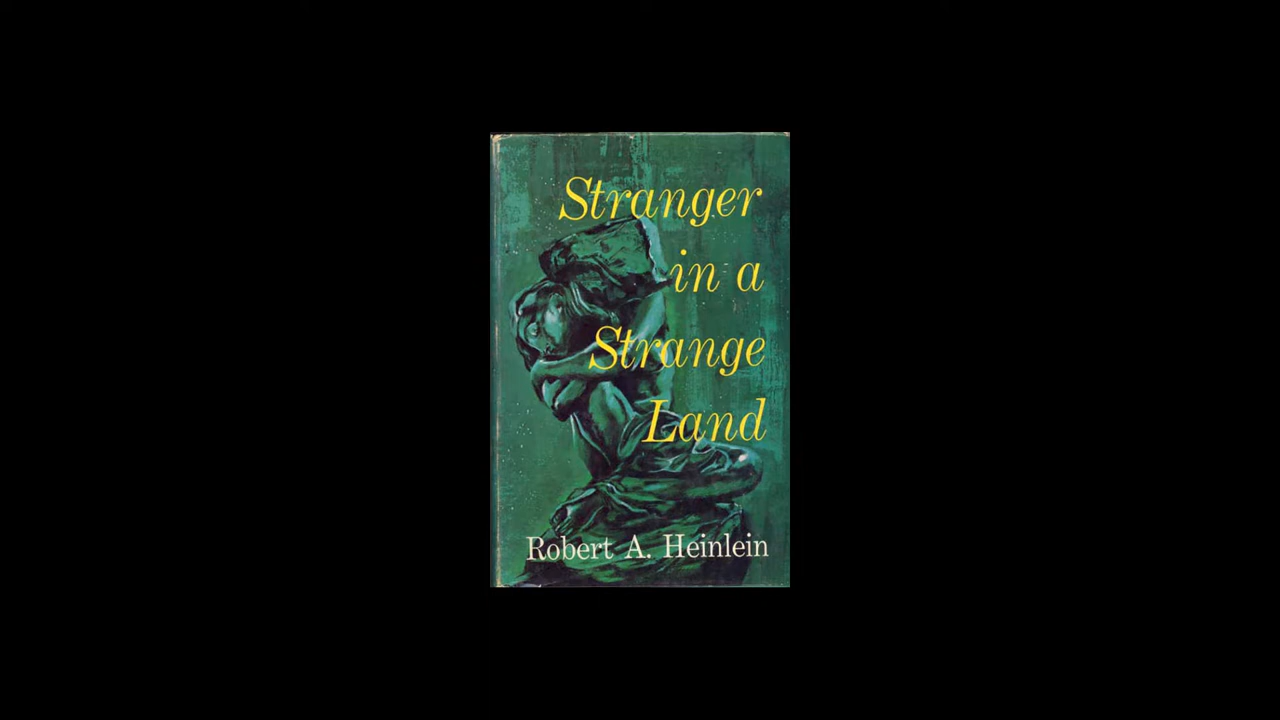 Stranger
in a
Strange
Land
Robert A. Heinlein